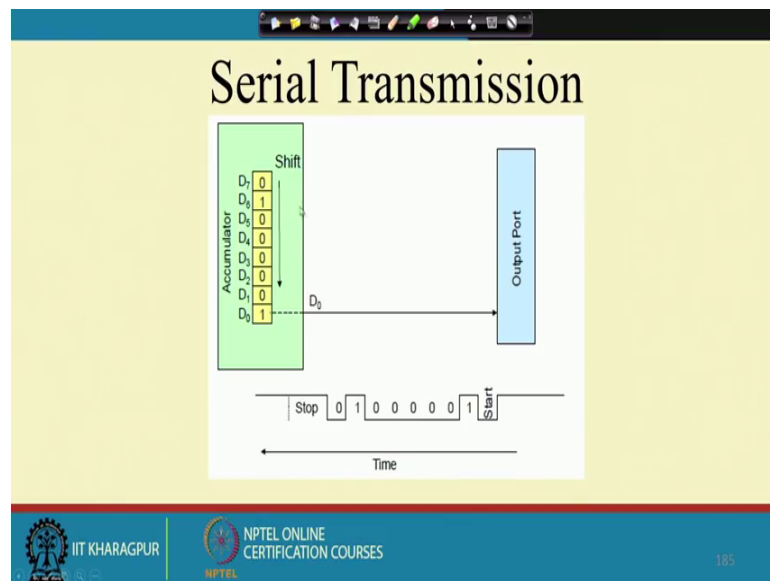 Serial Transmission
Shift
Accumulator
D₇ 0
D₆ 1
D₅ 0
D₄ 0
D₃ 0
D₂ 0
D₁ 0
D₀ 1
D₀
Output Port
Stop 0 1 0 0 0 0 0 1 Start
Time
IIT KHARAGPUR
NPTEL
NPTEL ONLINE
CERTIFICATION COURSES
185